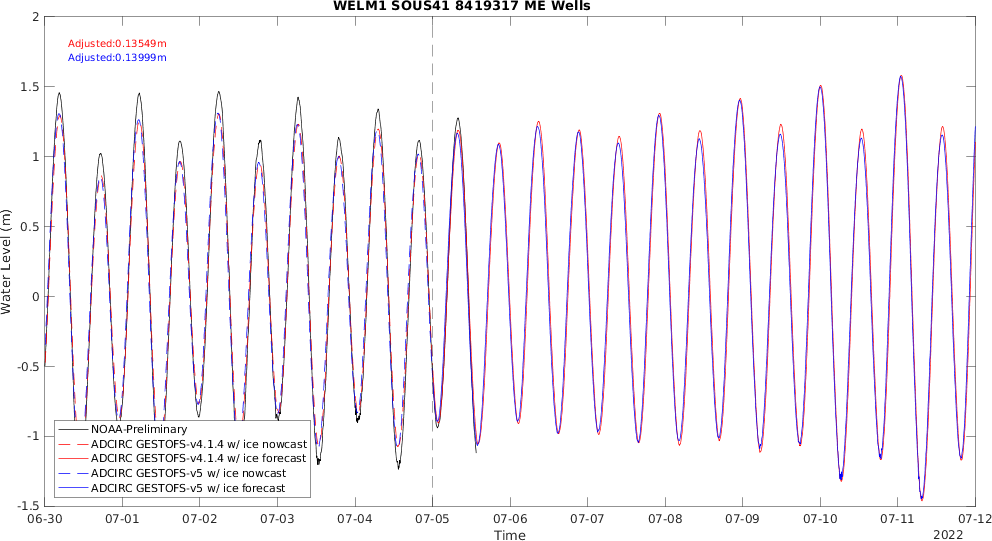 WELM1 SOUS41 8419317 ME Wells
Adjusted:0.13549m
Adjusted:0.13999m
Water Level (m)
2
1.5
1
0.5
0
-0.5
-1
-1.5
NOAA-Preliminary
ADCIRC GESTOFS-v4.1.4 w/ ice nowcast
ADCIRC GESTOFS-v4.1.4 w/ ice forecast
ADCIRC GESTOFS-v5 w/ ice nowcast
ADCIRC GESTOFS-v5 w/ ice forecast
06-30 07-01 07-02 07-03 07-04 07-05 07-06 07-07 07-08 07-09 07-10 07-11 07-12
Time
2022